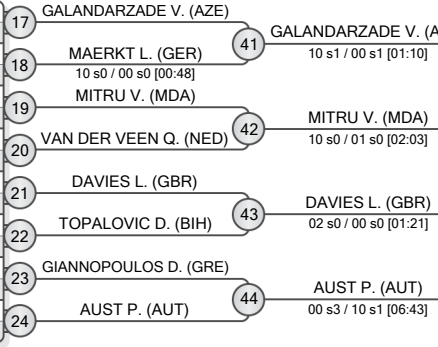 17
GALANDARZADE V. (AZE)
18
MAERKT L. (GER)
10 s0 / 00 s0 [00:48]
41
GALANDARZADE V. (A
10 s1 / 00 s1 [01:10]
19
MITRU V. (MDA)
20
VAN DER VEEN Q. (NED)
42
MITRU V. (MDA)
10 s0 / 01 s0 [02:03]
21
DAVIES L. (GBR)
22
TOPALOVIC D. (BIH)
43
DAVIES L. (GBR)
02 s0 / 00 s0 [01:21]
23
GIANNOPOULOS D. (GRE)
24
AUST P. (AUT)
44
AUST P. (AUT)
00 s3 / 10 s1 [06:43]